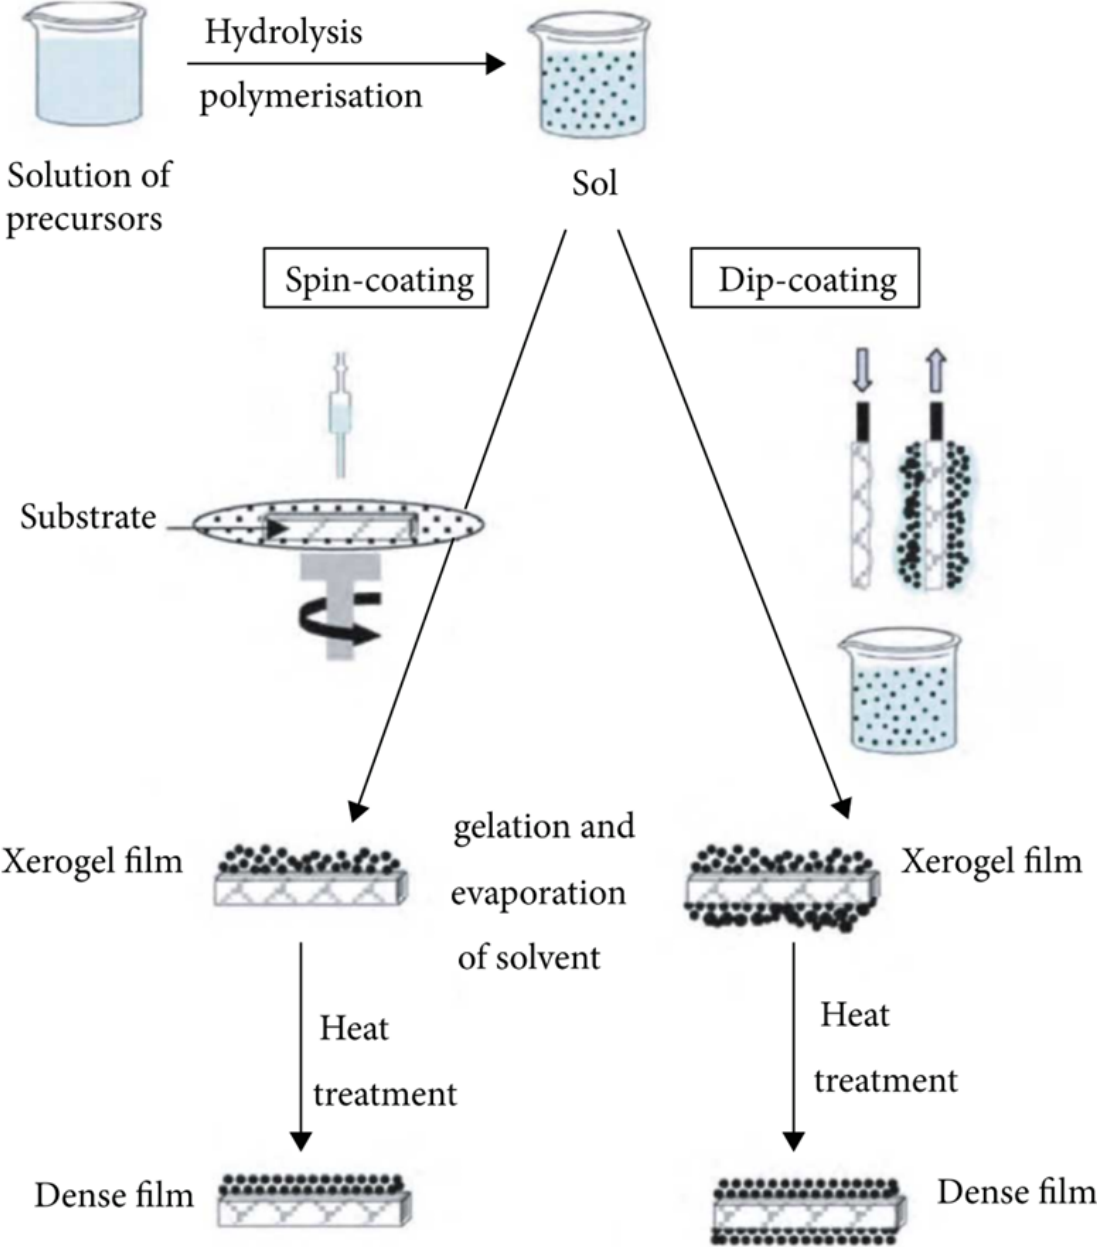 Hydrolysis
polymerisation
Solution of
precursors
Sol
Spin-coating
Dip-coating
Substrate
Xerogel film
gelation and
evaporation
of solvent
Xerogel film
Heat
treatment
Heat
treatment
Dense film
Dense film